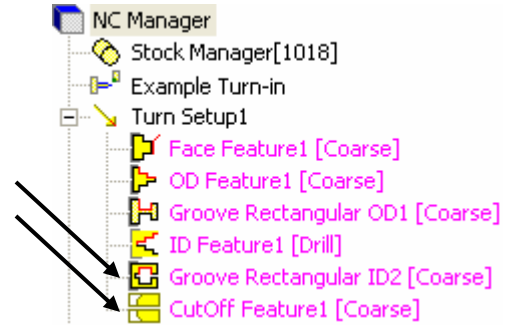 NC Manager
Stock Manager[1018]
Example Turn-in
Turn Setup1
Face Feature1 [Coarse]
OD Feature1 [Coarse]
Groove Rectangular OD1 [Coarse]
ID Feature1 [Drill]
Groove Rectangular ID2 [Coarse]
CutOff Feature1 [Coarse]